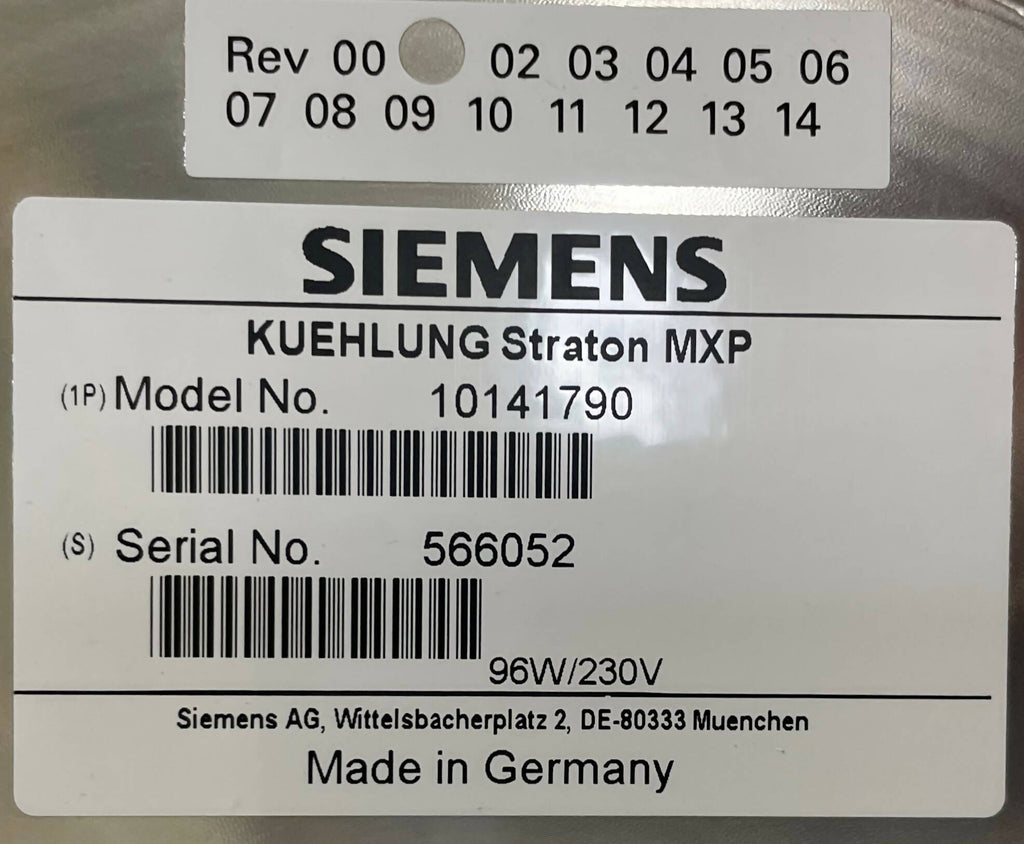 Rev 00 02 03 04 05 06
07 08 09 10 11 12 13 14
SIEMENS
KUEHLUNG Straton MXP
(1P) Model No. 10141790
(S) Serial No. 566052
96W/230V
Siemens AG, Wittelsbacherplatz 2, DE-80333 Muenchen
Made in Germany